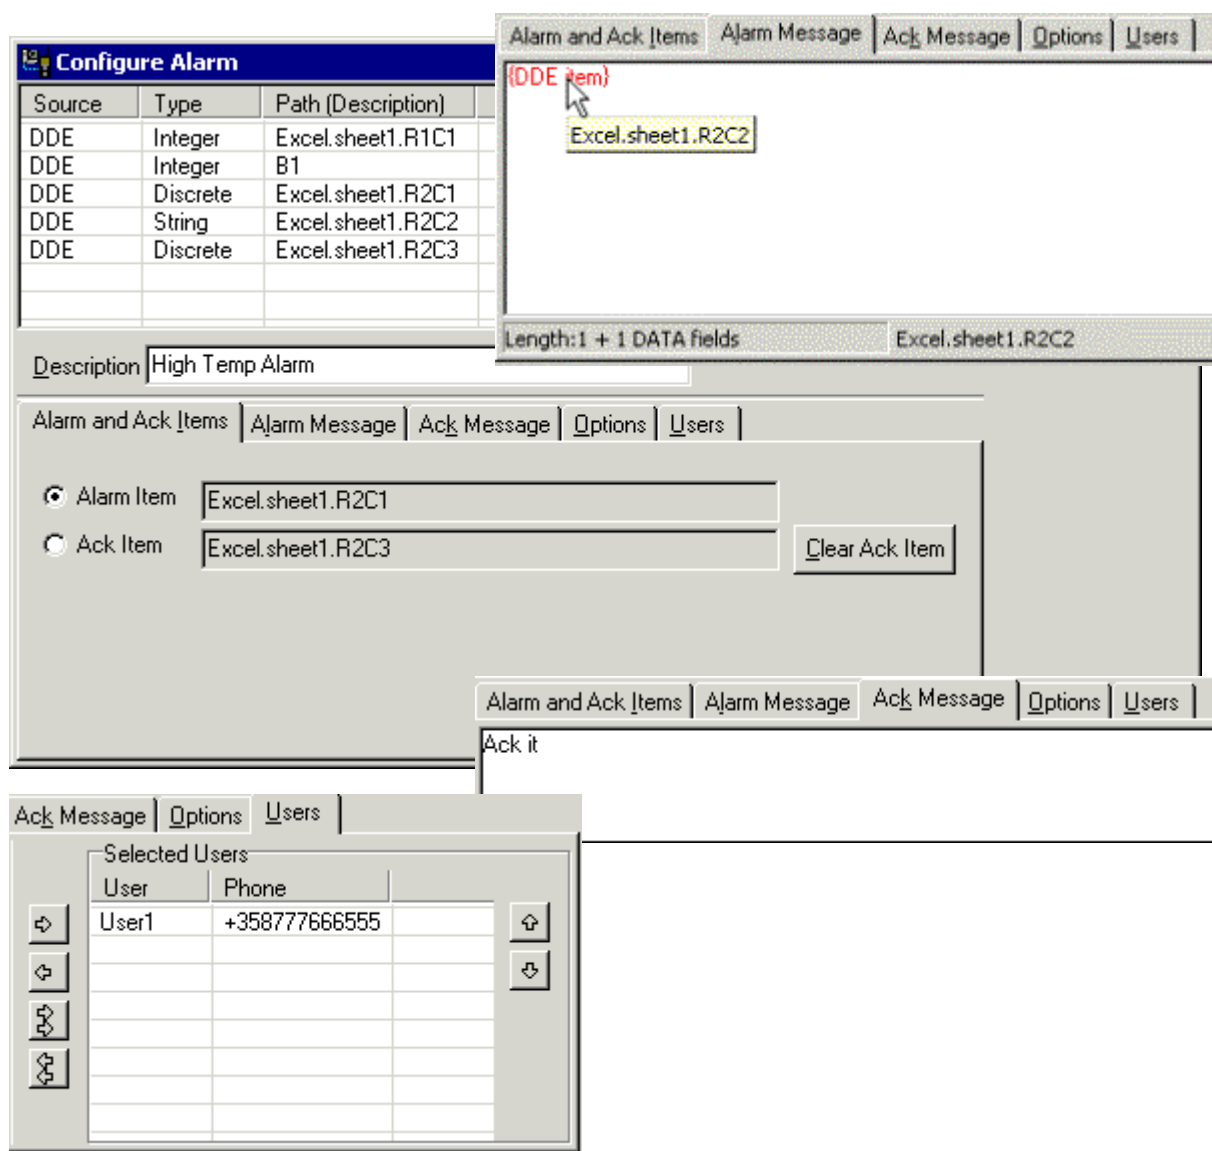 Configure Alarm
Source Type Path (Description)
DDE Integer Excel.sheet1.R1C1
DDE Integer B1
DDE Discrete Excel.sheet1.R2C1
DDE String Excel.sheet1.R2C2
DDE Discrete Excel.sheet1.R2C3
Alarm and Ack Items Alarm Message Ack Message Options Users
{DDE item}
Excel.sheet1.R2C2
Length:1 + 1 DATA fields Excel.sheet1.R2C2
Description High Temp Alarm
Alarm and Ack Items Alarm Message Ack Message Options Users
Alarm Item Excel.sheet1.R2C1
Ack Item Excel.sheet1.R2C3 Clear Ack Item
Alarm and Ack Items Alarm Message Ack Message Options Users
Ack it
Ack Message Options Users
Selected Users
User Phone
User1 +358777666555